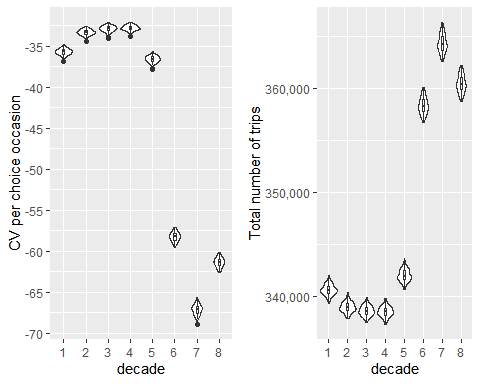 CV per choice occasion
-35
-40
-45
-50
-55
-60
-65
-70
1 2 3 4 5 6 7 8
decade
Total number of trips
360,000
350,000
340,000
1 2 3 4 5 6 7 8
decade